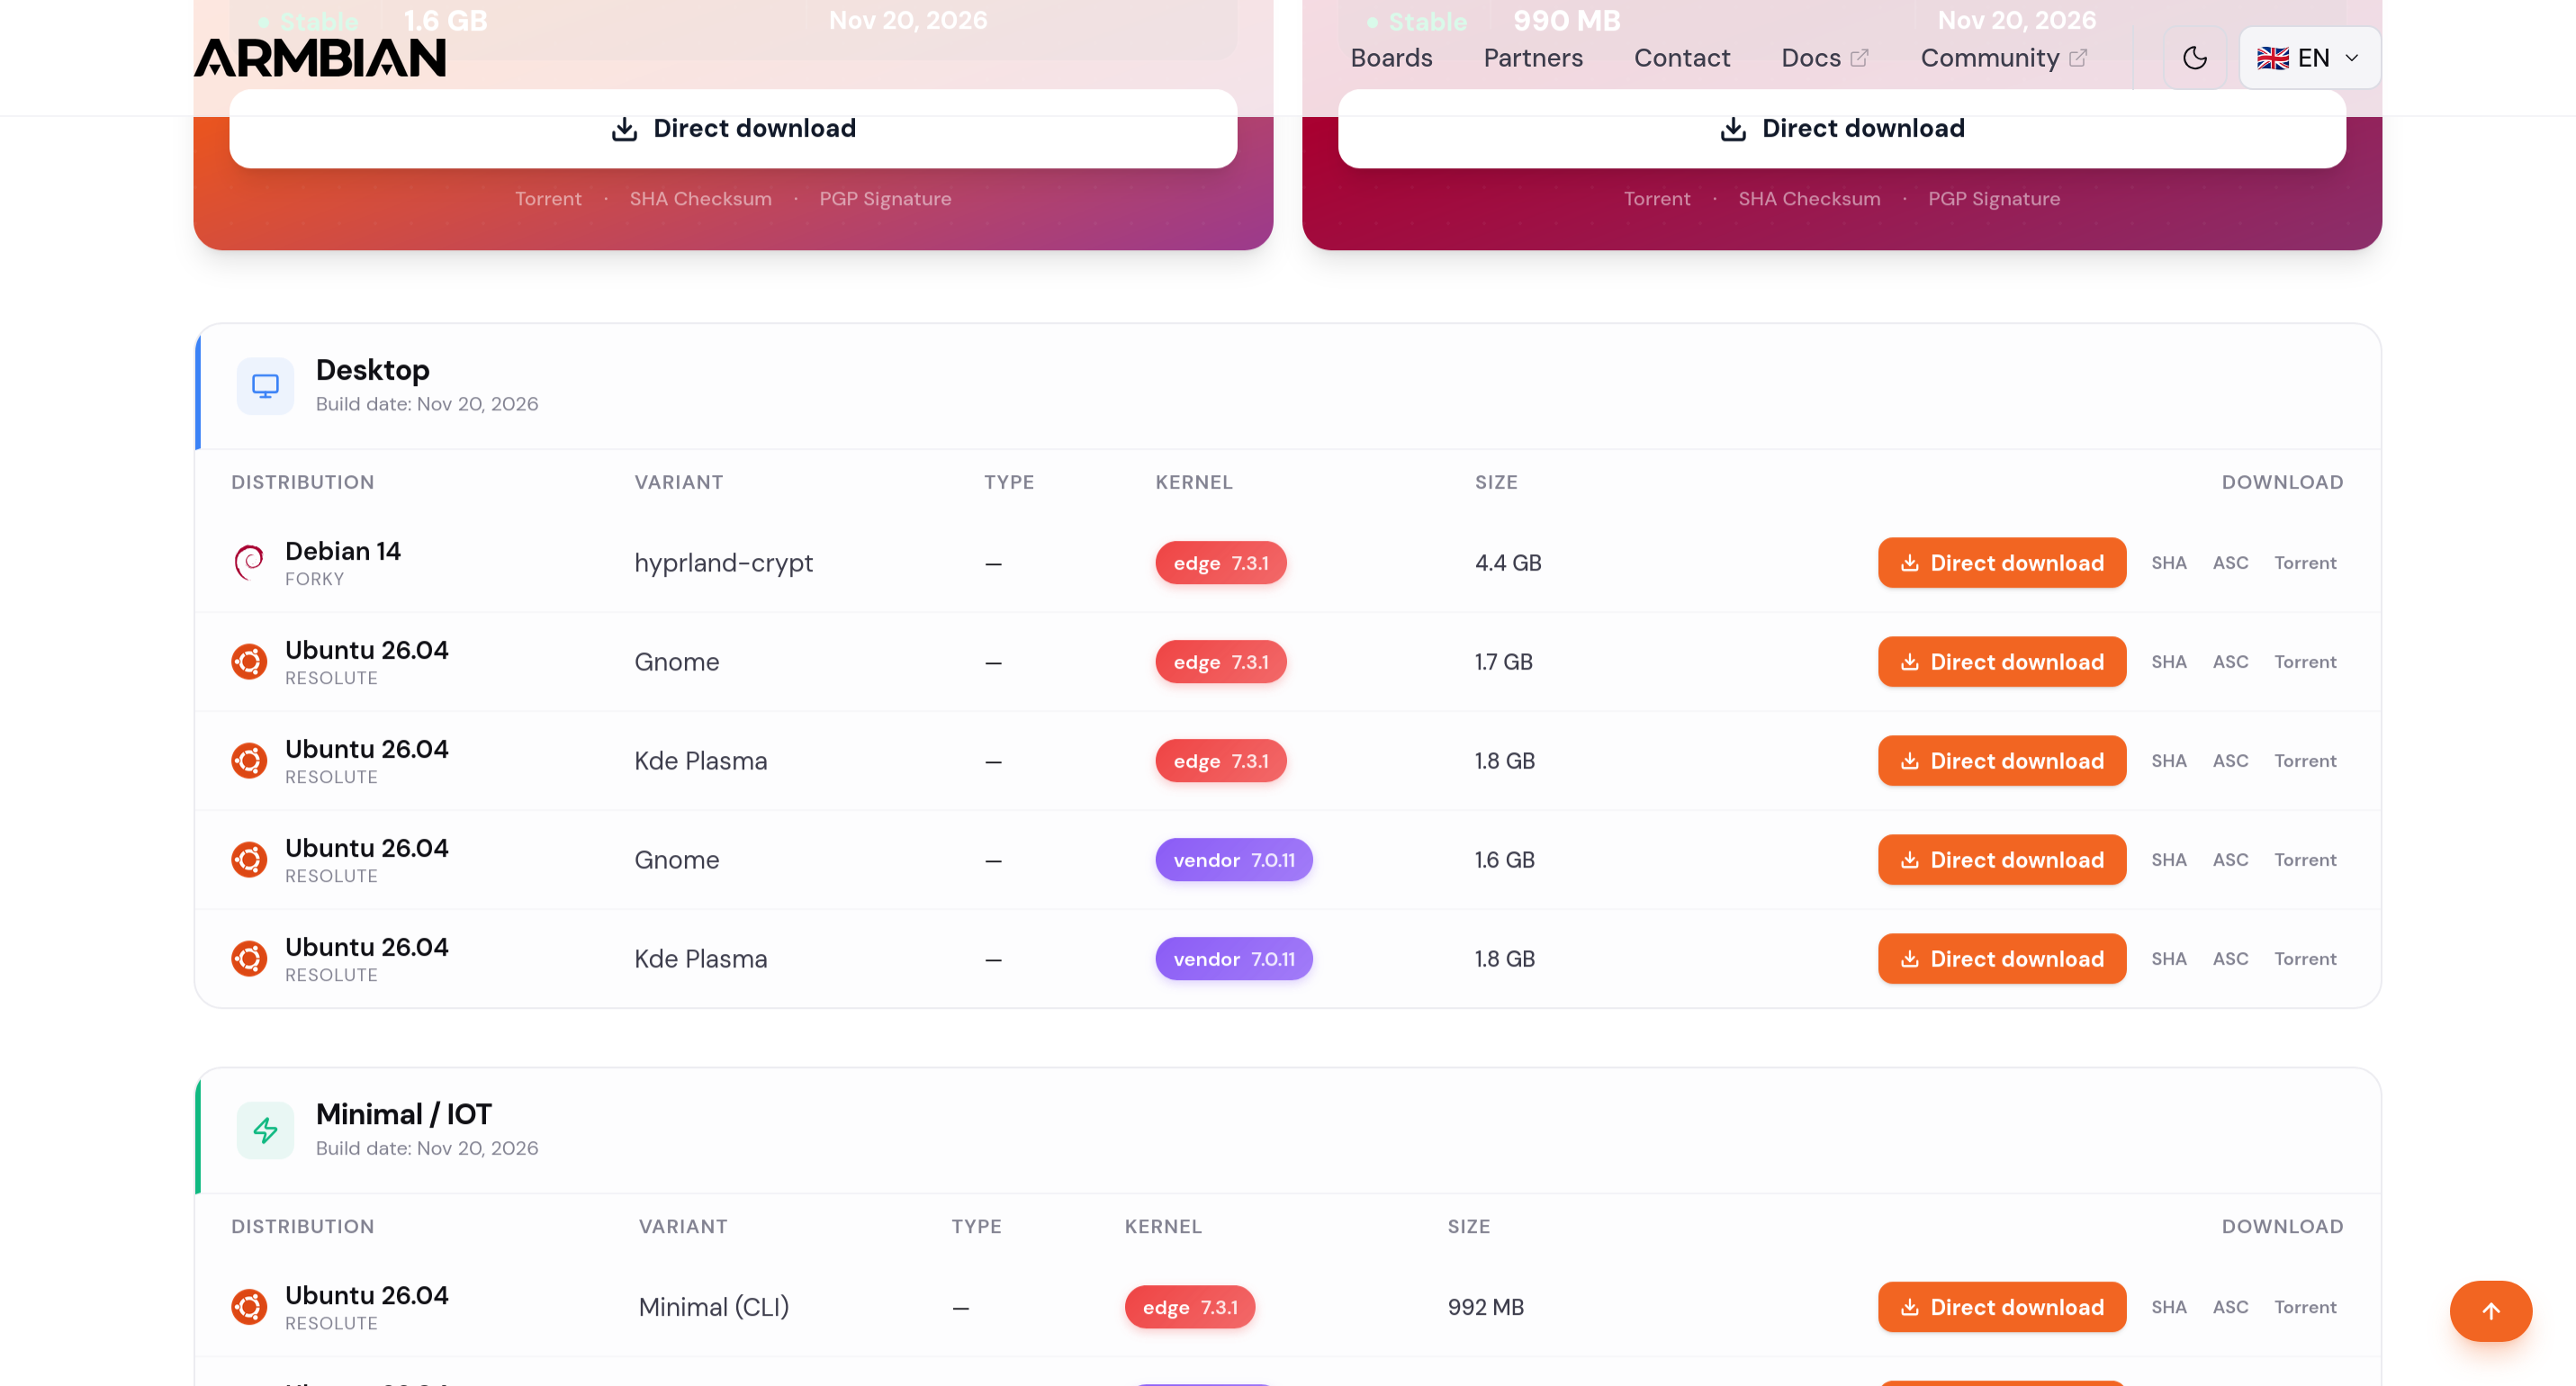 Stable 1.6 GB Nov 20, 2026
Stable 990 MB Nov 20, 2026
ARMBIAN
Boards Partners Contact Docs Community 🇬🇧 EN
Direct download
Torrent · SHA Checksum · PGP Signature
Direct download
Torrent · SHA Checksum · PGP Signature
Desktop
Build date: Nov 20, 2026
DISTRIBUTION VARIANT TYPE KERNEL SIZE DOWNLOAD
Debian 14
FORKY
hyprland-crypt — edge 7.3.1 4.4 GB Direct download SHA ASC Torrent
Ubuntu 26.04
RESOLUTE
Gnome — edge 7.3.1 1.7 GB Direct download SHA ASC Torrent
Ubuntu 26.04
RESOLUTE
Kde Plasma — edge 7.3.1 1.8 GB Direct download SHA ASC Torrent
Ubuntu 26.04
RESOLUTE
Gnome — vendor 7.0.11 1.6 GB Direct download SHA ASC Torrent
Ubuntu 26.04
RESOLUTE
Kde Plasma — vendor 7.0.11 1.8 GB Direct download SHA ASC Torrent
Minimal / IOT
Build date: Nov 20, 2026
DISTRIBUTION VARIANT TYPE KERNEL SIZE DOWNLOAD
Ubuntu 26.04
RESOLUTE
Minimal (CLI) — edge 7.3.1 992 MB Direct download SHA ASC Torrent